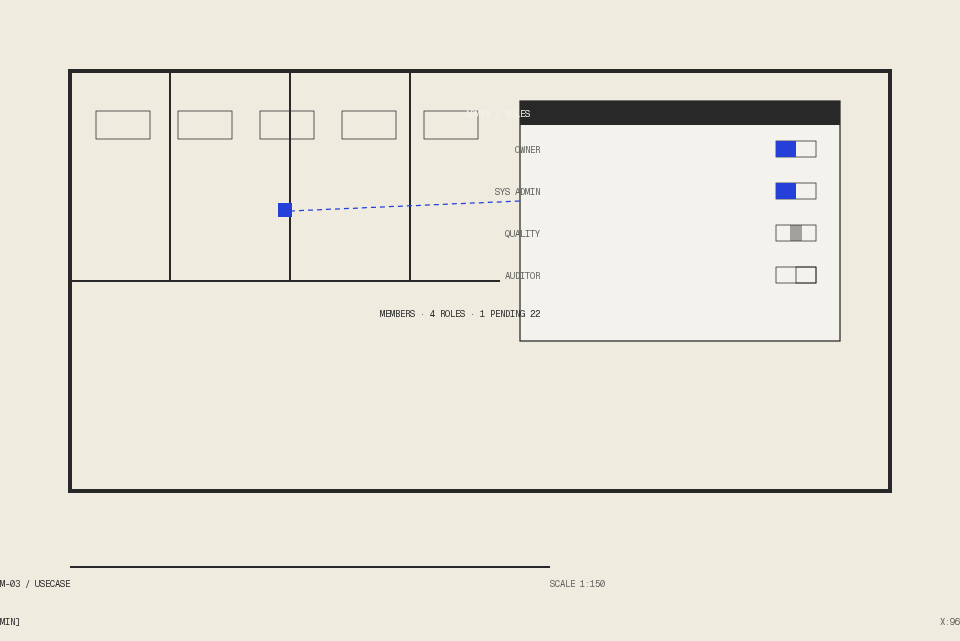 OWNER
SYS ADMIN
QUALITY
AUDITOR
MEMBERS · 4 ROLES · 1 PENDING 22
M-03 / USECASE
SCALE 1:150
MIN]
X:96